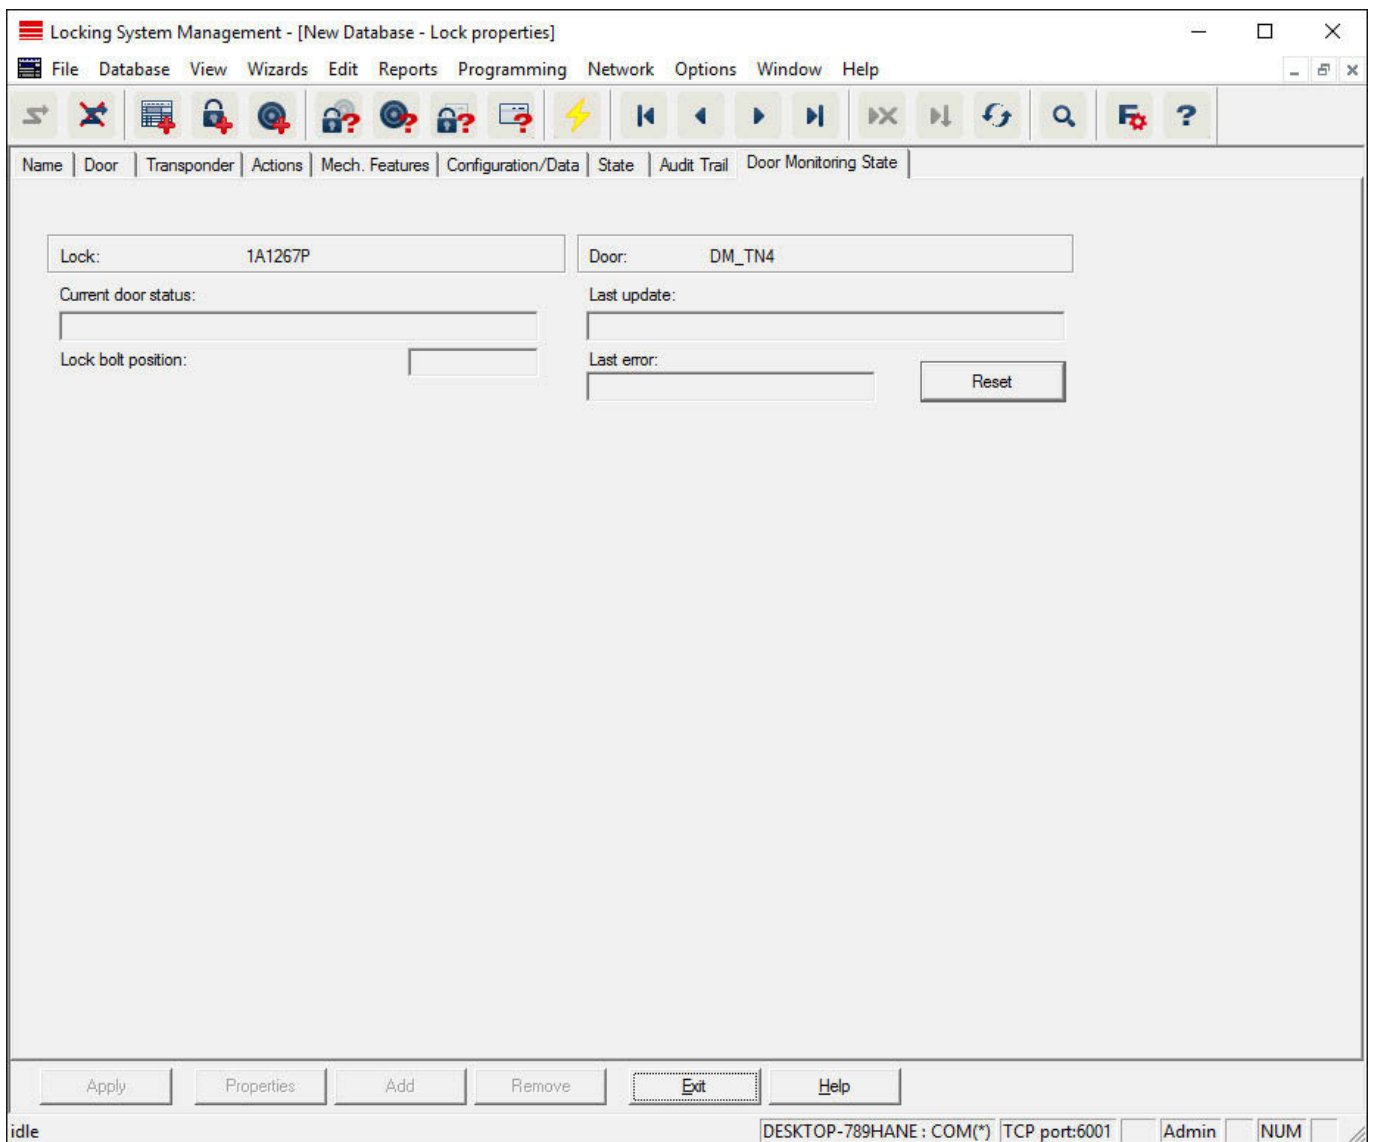 Locking System Management - [New Database - Lock properties]
File Database View Wizards Edit Reports Programming Network Options Window Help
Name Door Transponder Actions Mech. Features Configuration/Data State Audit Trail Door Monitoring State
Lock: 1A1267P Door: DM_TN4
Current door status: Last update:
Lock bolt position: Last error:
Reset
Apply Properties Add Remove Exit Help
idle DESKTOP-789HANE : COM(*) TCP port:6001 Admin NUM